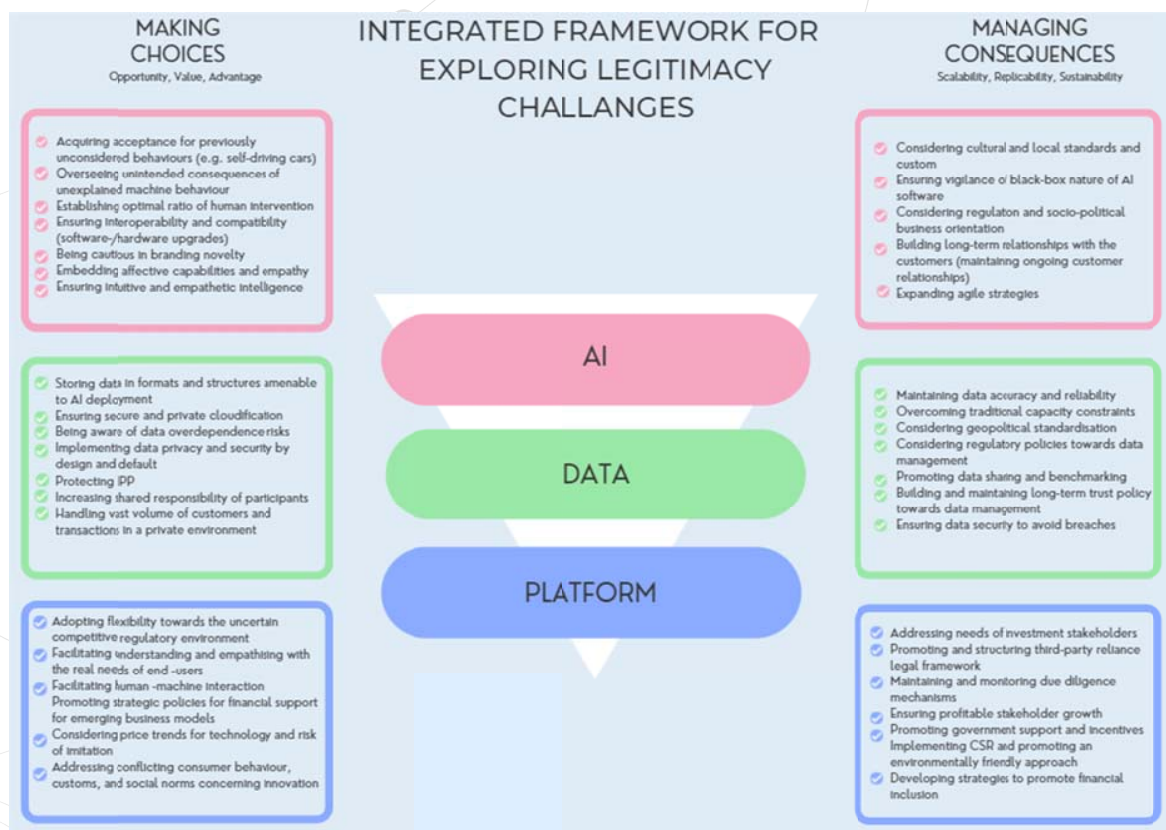 MAKING
CHOICES
Opportunity, Value, Advantage
INTEGRATED FRAMEWORK FOR
EXPLORING LEGITIMACY
CHALLANGES
MANAGING
CONSEQUENCES
Scalability, Replicability, Sustainability
Acquiring acceptance for previously
unconsidered behaviours (e.g. self-driving cars)
Overseeing unintended consequences of
unexplained machine behaviour
Establishing optimal ratio of human intervention
Ensuring interoperability and compatibility
(software-/hardware upgrades)
Being cautious in branding novelty
Embedding affective capabilities and empathy
Ensuring intuitive and empathetic intelligence
Considering cultural and local standards and
custom
Ensuring vigilance of black-box nature of AI
software
Considering regulaton and socio-political
business orientation
Building long-term relationships with the
customers (maintaining ongoing customer
relationships)
Expanding agile strategies
AI
Storing data in formats and structures amenable
to AI deployment
Ensuring secure and private cloudification
Being aware of data overdependence risks
Implementing data privacy and security by
design and default
Protecting IPP
Increasing shared responsibility of participants
Handling vast volume of customers and
transactions in a private environment
Maintaining data accuracy and reliability
Overcoming traditional capacity constraints
Considering geopolitical standardisation
Considering regulatory policies towards data
management
Promoting data sharing and benchmarking
Building and maintaining long-term trust policy
towards data management
Ensuring data security to avoid breaches
DATA
PLATFORM
Adopting flexibility towards the uncertain
competitive regulatory environment
Facilitating understanding and empathising with
the real needs of end -users
Facilitating human -machine interaction
Promoting strategic policies for financial support
for emerging business models
Considering price trends for technology and risk
of imitation
Addressing conflicting consumer behaviour,
customs, and social norms concerning innovation
Addressing needs of investment stakeholders
Promoting and structuring third-party reliance
legal framework
Maintaining and monitoring due diligence
mechanisms
Ensuring profitable stakeholder growth
Promoting government support and incentives
Implementing CSR and promoting an
environmentally friendly approach
Developing strategies to promote financial
inclusion